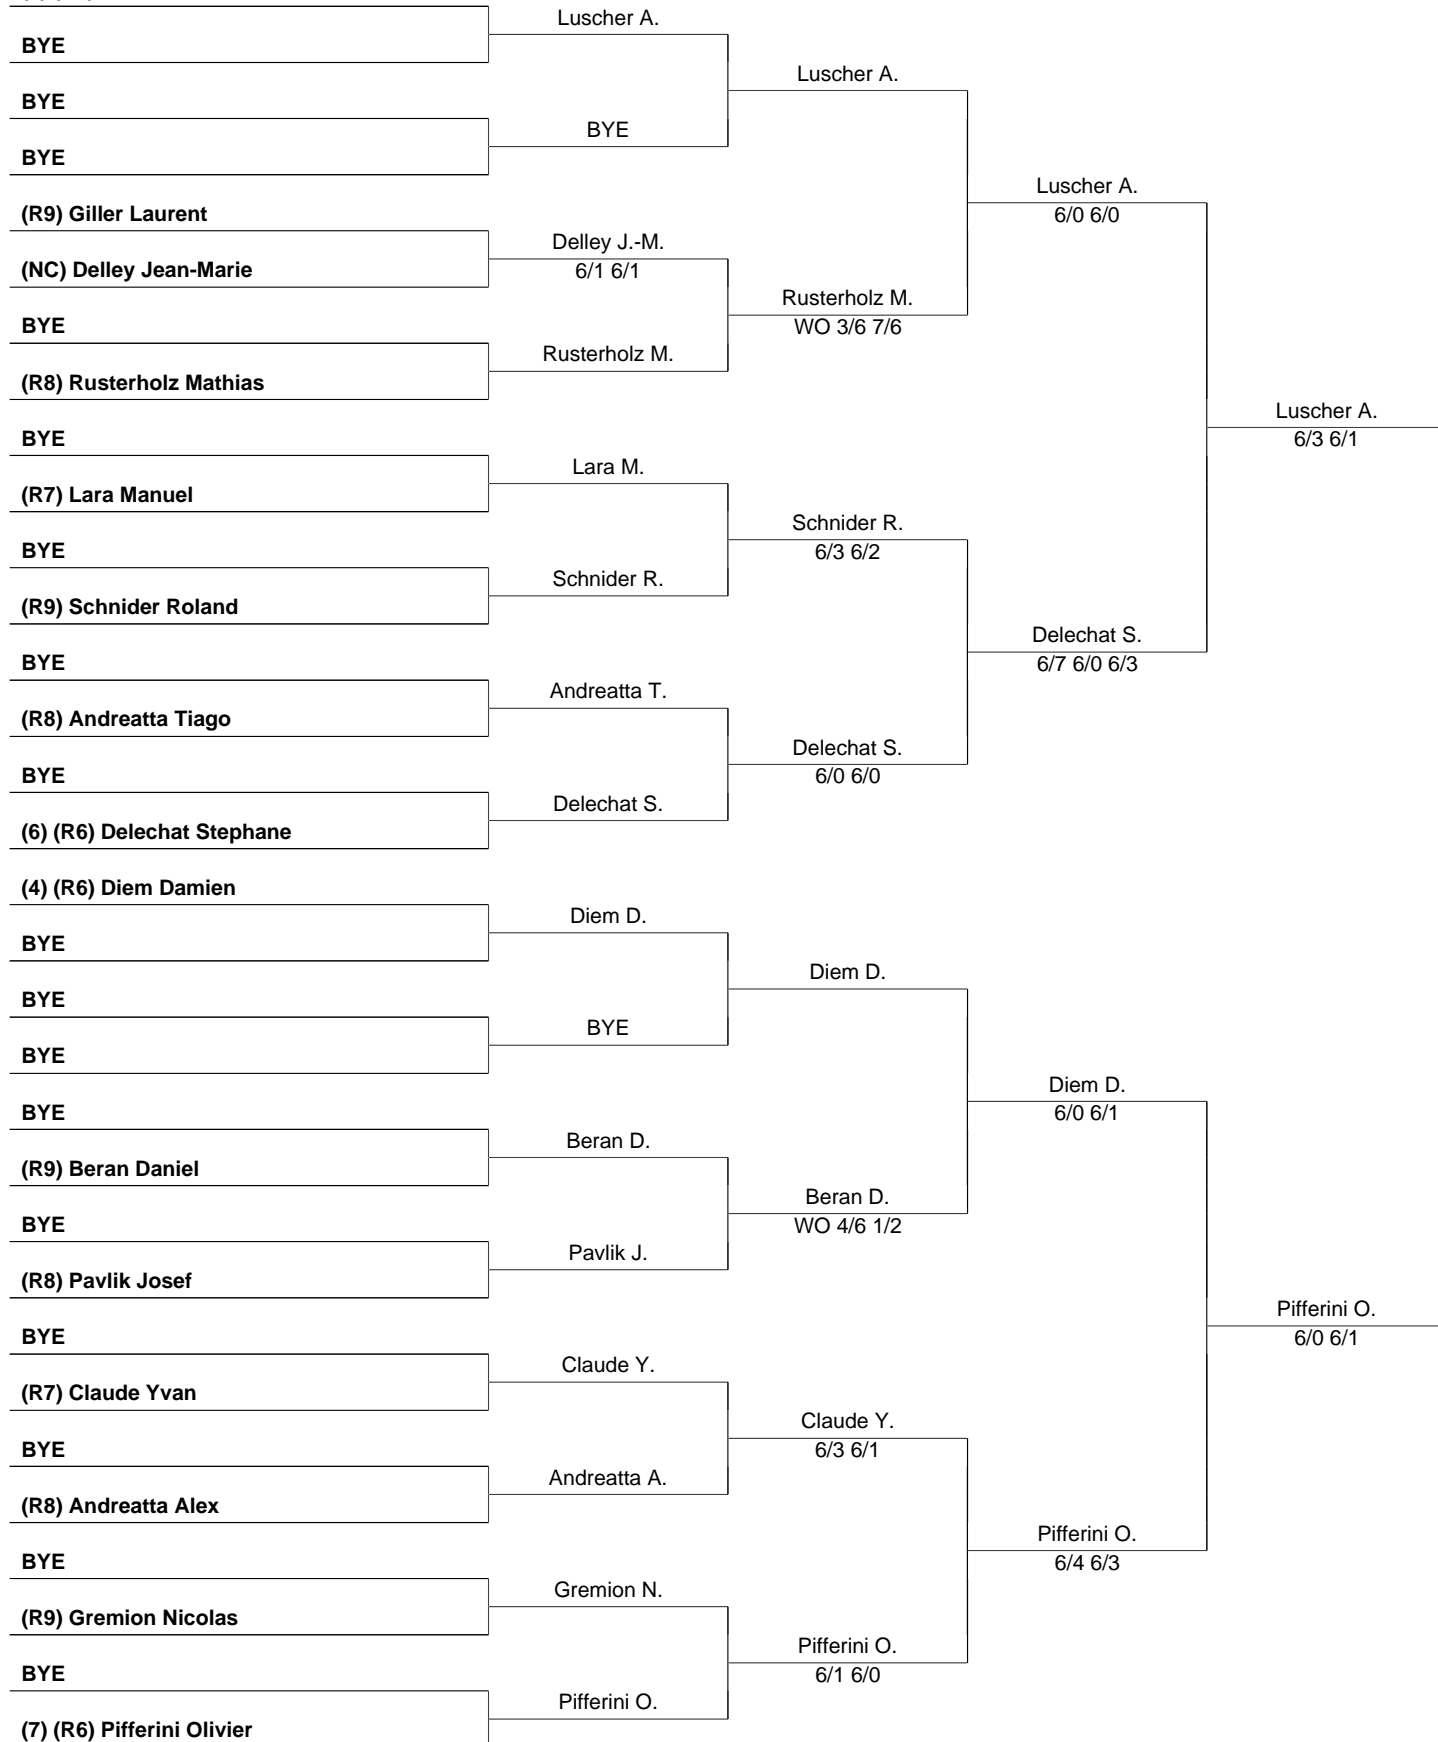 Luscher A.
BYE
Luscher A.
BYE
BYE
BYE
Luscher A.
(R9) Giller Laurent
6/0 6/0
Delley J.-M.
(NC) Delley Jean-Marie
6/1 6/1
Rusterholz M.
BYE
WO 3/6 7/6
Rusterholz M.
(R8) Rusterholz Mathias
Luscher A.
BYE
6/3 6/1
Lara M.
(R7) Lara Manuel
Schnider R.
BYE
6/3 6/2
Schnider R.
(R9) Schnider Roland
Delechat S.
BYE
6/7 6/0 6/3
Andreatta T.
(R8) Andreatta Tiago
Delechat S.
BYE
6/0 6/0
Delechat S.
(6) (R6) Delechat Stephane
(4) (R6) Diem Damien
Diem D.
BYE
Diem D.
BYE
BYE
BYE
Diem D.
BYE
6/0 6/1
Beran D.
(R9) Beran Daniel
Beran D.
BYE
WO 4/6 1/2
Pavlik J.
(R8) Pavlik Josef
Pifferini O.
BYE
6/0 6/1
Claude Y.
(R7) Claude Yvan
Claude Y.
BYE
6/3 6/1
Andreatta A.
(R8) Andreatta Alex
Pifferini O.
BYE
6/4 6/3
Gremion N.
(R9) Gremion Nicolas
Pifferini O.
BYE
6/1 6/0
Pifferini O.
(7) (R6) Pifferini Olivier